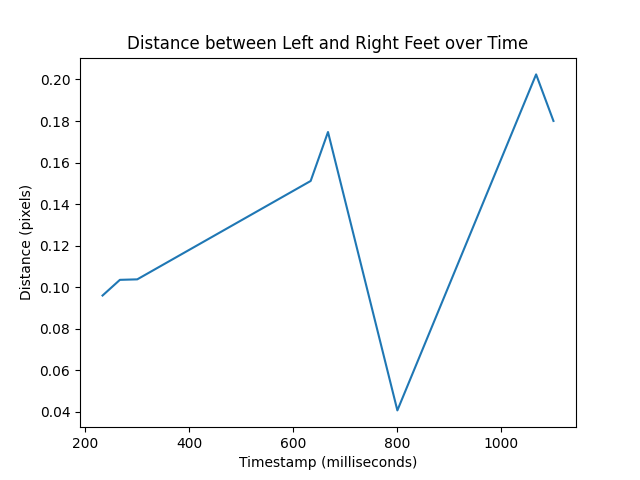 Distance between Left and Right Feet over Time
0.20
0.18
0.16
0.14
0.12
0.10
0.08
0.06
0.04
Distance (pixels)
200 400 600 800 1000
Timestamp (milliseconds)